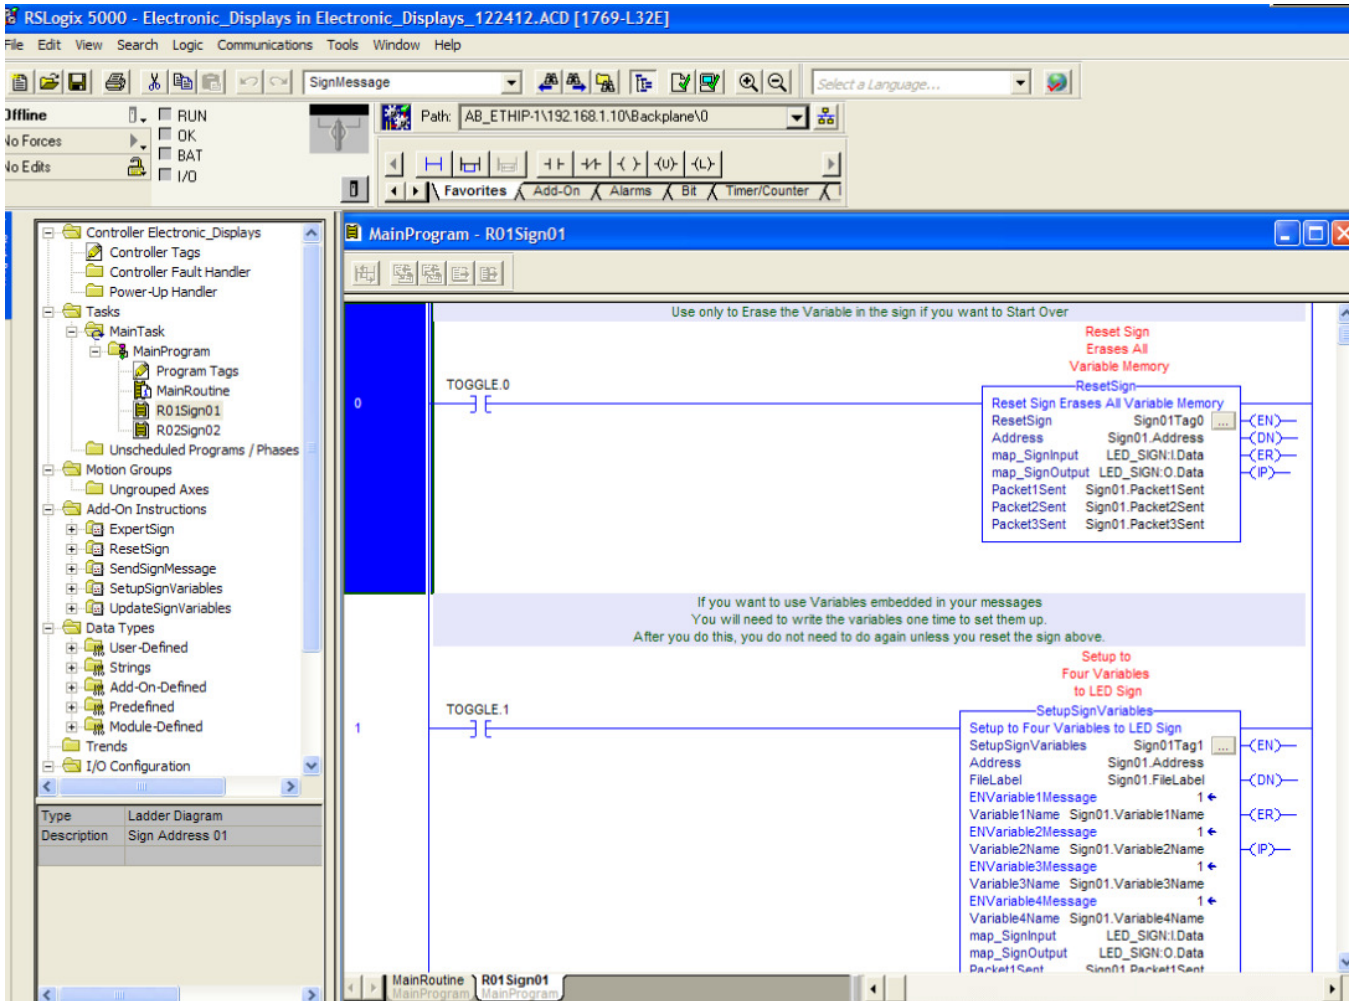 RSLogix 5000 - Electronic_Displays in Electronic_Displays_122412.ACD [1769-L32E]
File Edit View Search Logic Communications Tools Window Help
SignMessage
Select a Language...
Offline
RUN
Path: AB_ETHIP-1\192.168.1.10\Backplane\0
No Forces
OK
No Edits
BAT
I/O
Favorites Add-On Alarms Bit Timer/Counter
Controller Electronic_Displays
Controller Tags
Controller Fault Handler
Power-Up Handler
Tasks
MainTask
MainProgram
Program Tags
MainRoutine
R01Sign01
R02Sign02
Unscheduled Programs / Phases
Motion Groups
Ungrouped Axes
Add-On Instructions
ExpertSign
ResetSign
SendSignMessage
SetupSignVariables
UpdateSignVariables
Data Types
User-Defined
Strings
Add-On-Defined
Predefined
Module-Defined
Trends
I/O Configuration
Type Ladder Diagram
Description Sign Address 01
MainProgram - R01Sign01
Use only to Erase the Variable in the sign if you want to Start Over
Reset Sign
Erases All
Variable Memory
0
TOGGLE.0
ResetSign
Reset Sign Erases All Variable Memory
ResetSign Sign01Tag0 ... (EN)
Address Sign01.Address (DN)
map_SignInput LED_SIGN:I.Data (ER)
map_SignOutput LED_SIGN:O.Data (IP)
Packet1Sent Sign01.Packet1Sent
Packet2Sent Sign01.Packet2Sent
Packet3Sent Sign01.Packet3Sent
If you want to use Variables embedded in your messages
You will need to write the variables one time to set them up.
After you do this, you do not need to do again unless you reset the sign above.
Setup to
Four Variables
to LED Sign
1
TOGGLE.1
SetupSignVariables
Setup to Four Variables to LED Sign
SetupSignVariables Sign01Tag1 ... (EN)
Address Sign01.Address
FileLabel Sign01.FileLabel (DN)
ENVariable1Message 1
Variable1Name Sign01.Variable1Name (ER)
ENVariable2Message 1
Variable2Name Sign01.Variable2Name (IP)
ENVariable3Message 1
Variable3Name Sign01.Variable3Name
ENVariable4Message 1
Variable4Name Sign01.Variable4Name
map_SignInput LED_SIGN:I.Data
map_SignOutput LED_SIGN:O.Data
Packet1Sent Sign01.Packet1Sent
MainRoutine R01Sign01
MainProgram MainProgram